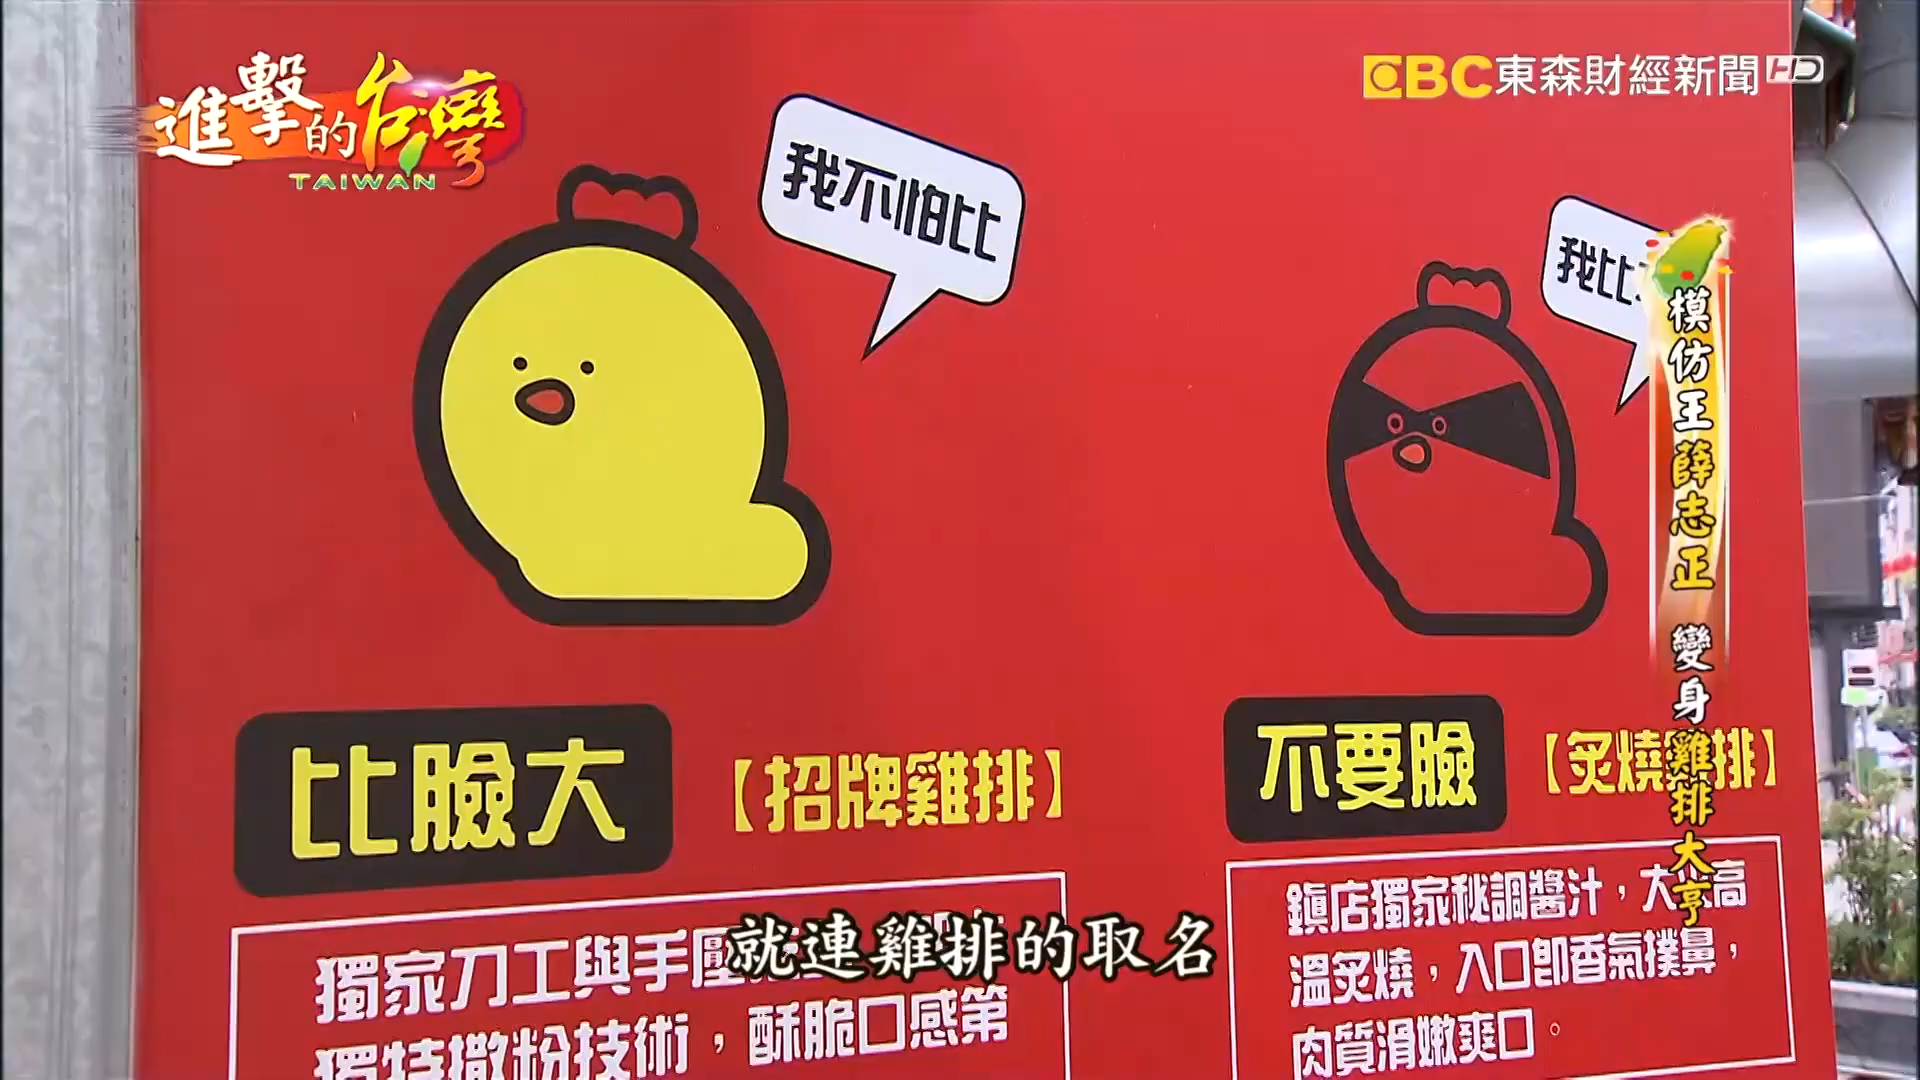 進擊的台灣
TAIWAN
EBC東森財經新聞HD
我不怕比
我比
模仿王薛志正 變身雞排大亨
比臉大
【招牌雞排】
不要臉
【炙燒 排】
獨家刀工與手壓
獨特撒粉技術，酥脆口感第
鎮店獨家秘調醬汁，大 高
溫炙燒，入口即香氣撲鼻，
肉質滑嫩爽口。
就連雞排的取名